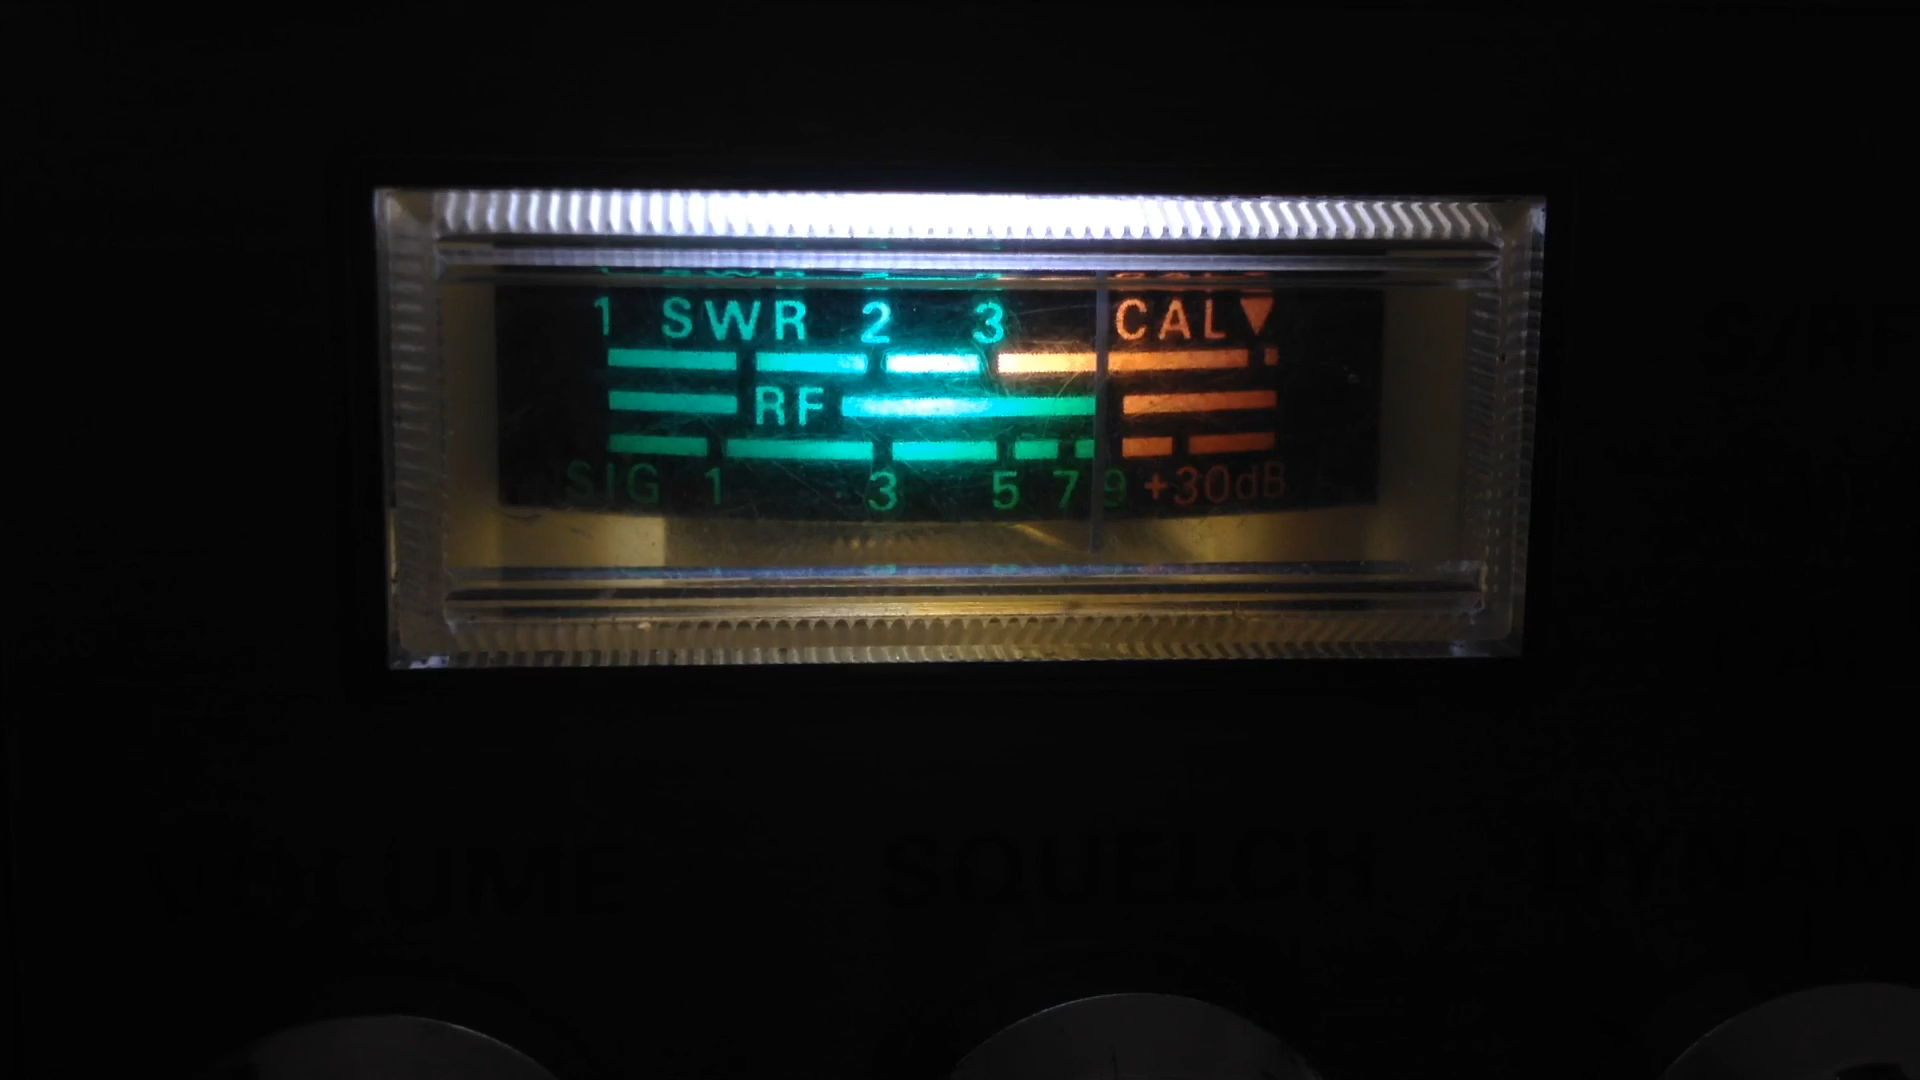 1 SWR 2 3 CAL▼
RF
SIG 1 3 5 7 9 +30dB
VOLUME SQUELCH